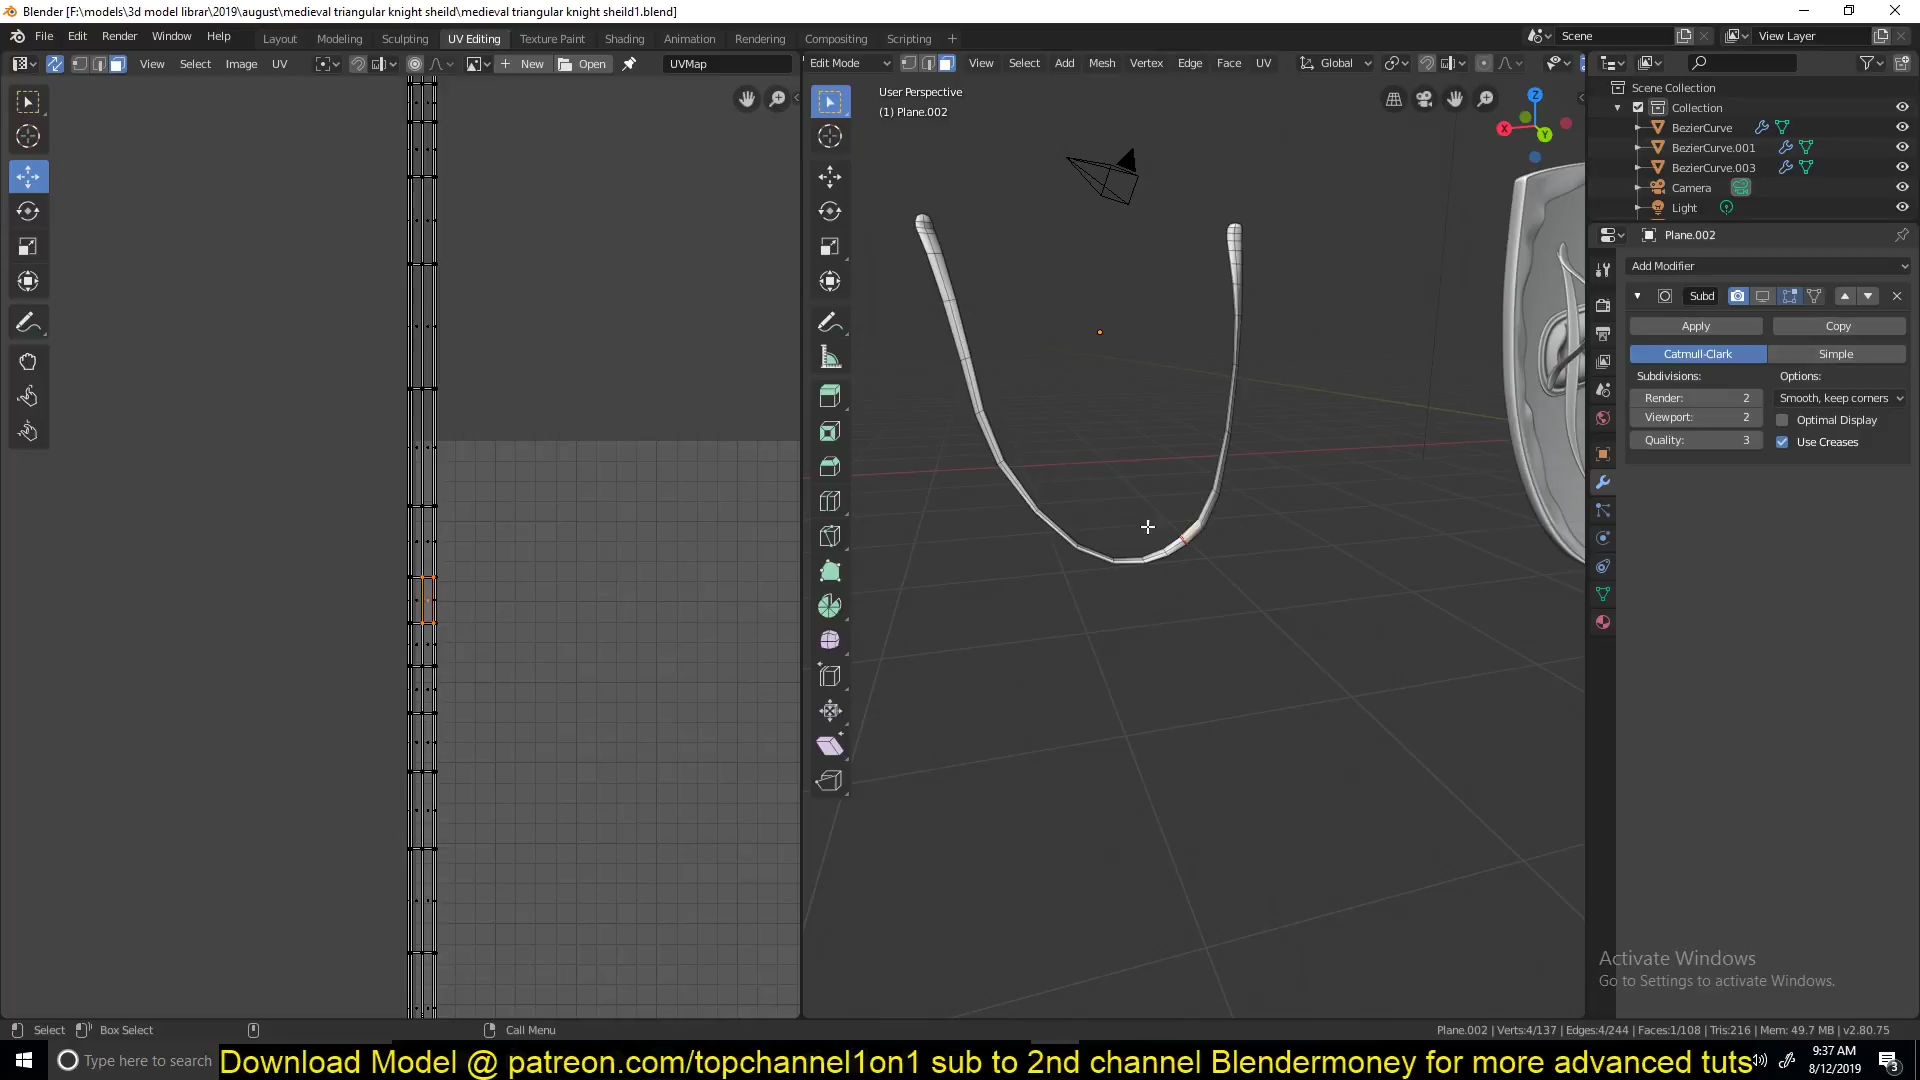 Blender [F:\models\3d model librar\2019\august\medieval triangular knight sheild\medieval triangular knight sheild1.blend]
File Edit Render Window Help Layout Modeling Sculpting UV Editing Texture Paint Shading Animation Rendering Compositing Scripting + Scene View Layer
View Select Image UV + New Open UVMap Edit Mode View Select Add Mesh Vertex Edge Face UV Global
User Perspective
(1) Plane.002
Z
X
Y
Scene Collection
Collection
BezierCurve
BezierCurve.001
BezierCurve.003
Camera
Light
Plane.002
Add Modifier
Subd
Apply Copy
Catmull-Clark Simple
Subdivisions: Options:
Render: 2 Smooth, keep corners
Viewport: 2 Optimal Display
Quality: 3 Use Creases
Activate Windows
Go to Settings to activate Windows.
Select Box Select Call Menu Plane.002 | Verts:4/137 | Edges:4/244 | Faces:1/108 | Tris:216 | Mem: 49.7 MB | v2.80.75
Type here to search
Download Model @ patreon.com/topchannel1on1 sub to 2nd channel Blendermoney for more advanced tuts
9:37 AM
8/12/2019
3